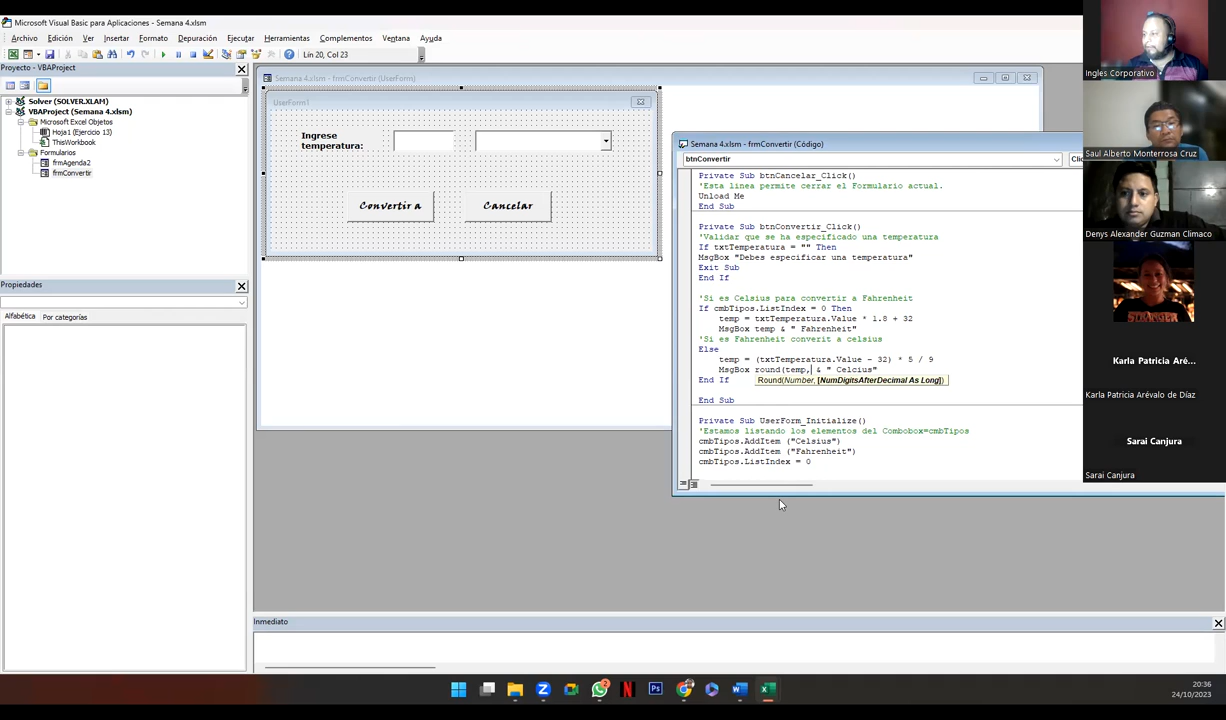 Microsoft Visual Basic para Aplicaciones - Semana 4.xlsm
Archivo Edición Ver Insertar Formato Depuración Ejecutar Herramientas Complementos Ventana Ayuda
Lín 20, Col 23
Proyecto - VBAProject
Solver (SOLVER.XLAM)
VBAProject (Semana 4.xlsm)
Microsoft Excel Objetos
Hoja1 (Ejercicio 13)
ThisWorkbook
Formularios
frmAgenda2
frmConvertir
Propiedades
Alfabética Por categorías
Semana 4.xlsm - frmConvertir (UserForm)
UserForm1
Ingrese
temperatura:
Convertir a
Cancelar
Semana 4.xlsm - frmConvertir (Código)
btnConvertir
Clic
Private Sub btnCancelar_Click()
'Esta linea permite cerrar el Formulario actual.
Unload Me
End Sub
Private Sub btnConvertir_Click()
'Validar que se ha especificado una temperatura
If txtTemperatura = "" Then
MsgBox "Debes especificar una temperatura"
Exit Sub
End If
'Si es Celsius para convertir a Fahrenheit
If cmbTipos.ListIndex = 0 Then
temp = txtTemperatura.Value * 1.8 + 32
MsgBox temp & " Fahrenheit"
'Si es Fahrenheit converit a celsius
Else
temp = (txtTemperatura.Value - 32) * 5 / 9
MsgBox round(temp, & " Celcius"
End If
Round(Number, [NumDigitsAfterDecimal As Long])
End Sub
Private Sub UserForm_Initialize()
'Estamos listando los elementos del Combobox=cmbTipos
cmbTipos.AddItem ("Celsius")
cmbTipos.AddItem ("Fahrenheit")
cmbTipos.ListIndex = 0
Inmediato
Ingles Corporativo
Saul Alberto Monterrosa Cruz
Denys Alexander Guzman Climaco
STRANGER
Karla Patricia Aré...
Karla Patricia Arévalo de Díaz
Sarai Canjura
Sarai Canjura
2
20:36
24/10/2023